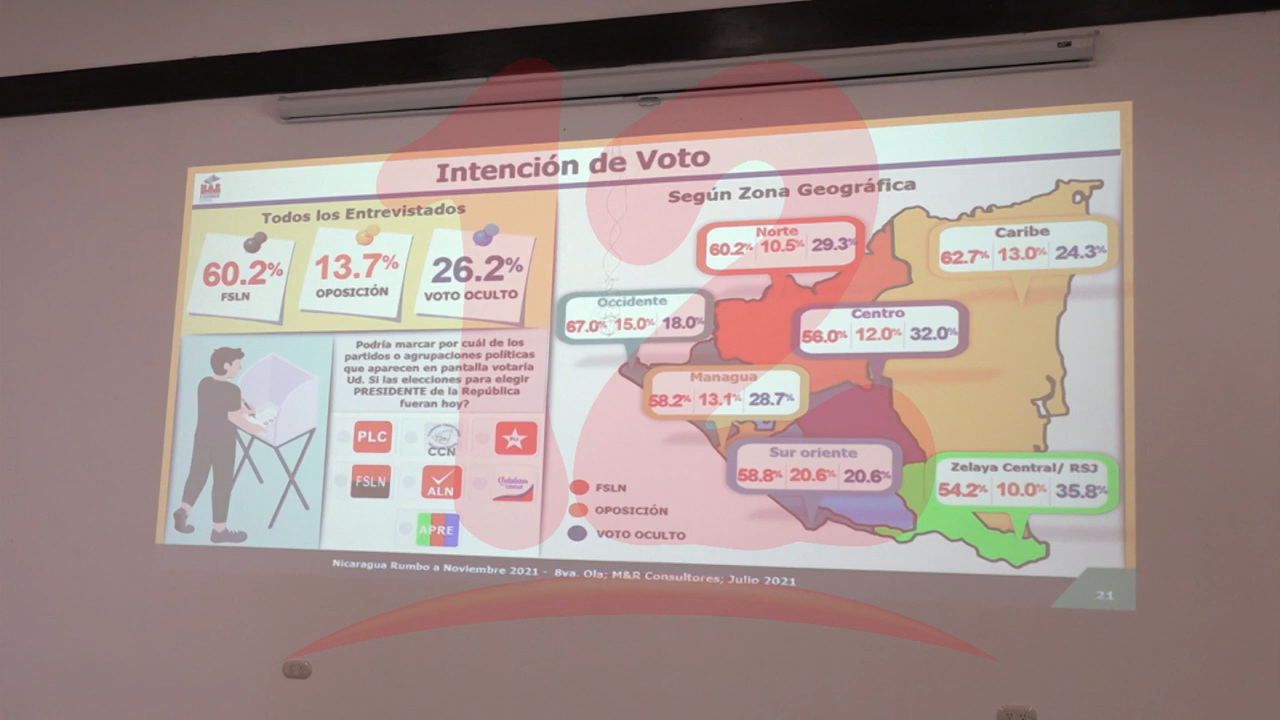 Intención de Voto
Todos los Entrevistados
60.2%
FSLN
13.7%
OPOSICIÓN
26.2%
VOTO OCULTO
Podría marcar por cuál de los
partidos o agrupaciones políticas
que aparecen en pantalla votaría
Ud. Si las elecciones para elegir
PRESIDENTE de la República
fueran hoy?
PLC
CCN
FSLN
ALN
APRE
Según Zona Geográfica
Norte
60.2% 10.5% 29.3%
Caribe
62.7% 13.0% 24.3%
Occidente
67.0% 15.0% 18.0%
Centro
56.0% 12.0% 32.0%
Managua
58.2% 13.1% 28.7%
Sur oriente
58.8% 20.6% 20.6%
Zelaya Central/ RSJ
54.2% 10.0% 35.8%
FSLN
OPOSICIÓN
VOTO OCULTO
Nicaragua Rumbo a Noviembre 2021 - 8va. Ola; M&R Consultores; Julio 2021
21
12